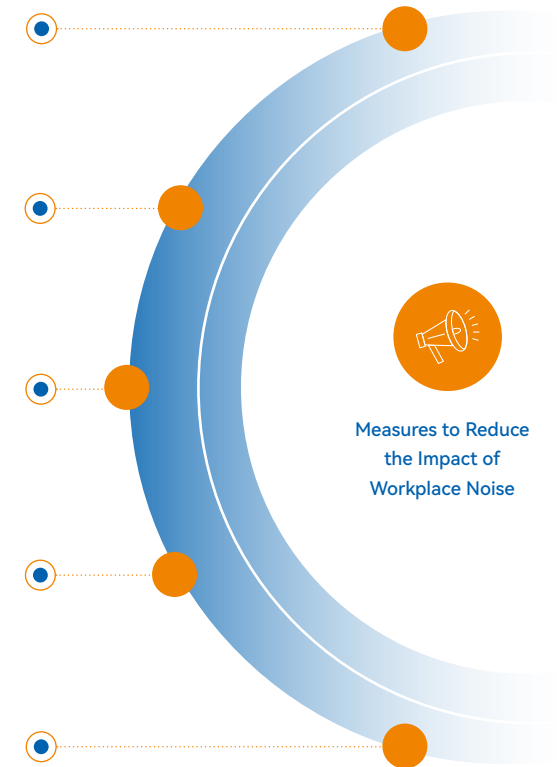 Measures to Reduce
the Impact of
Workplace Noise